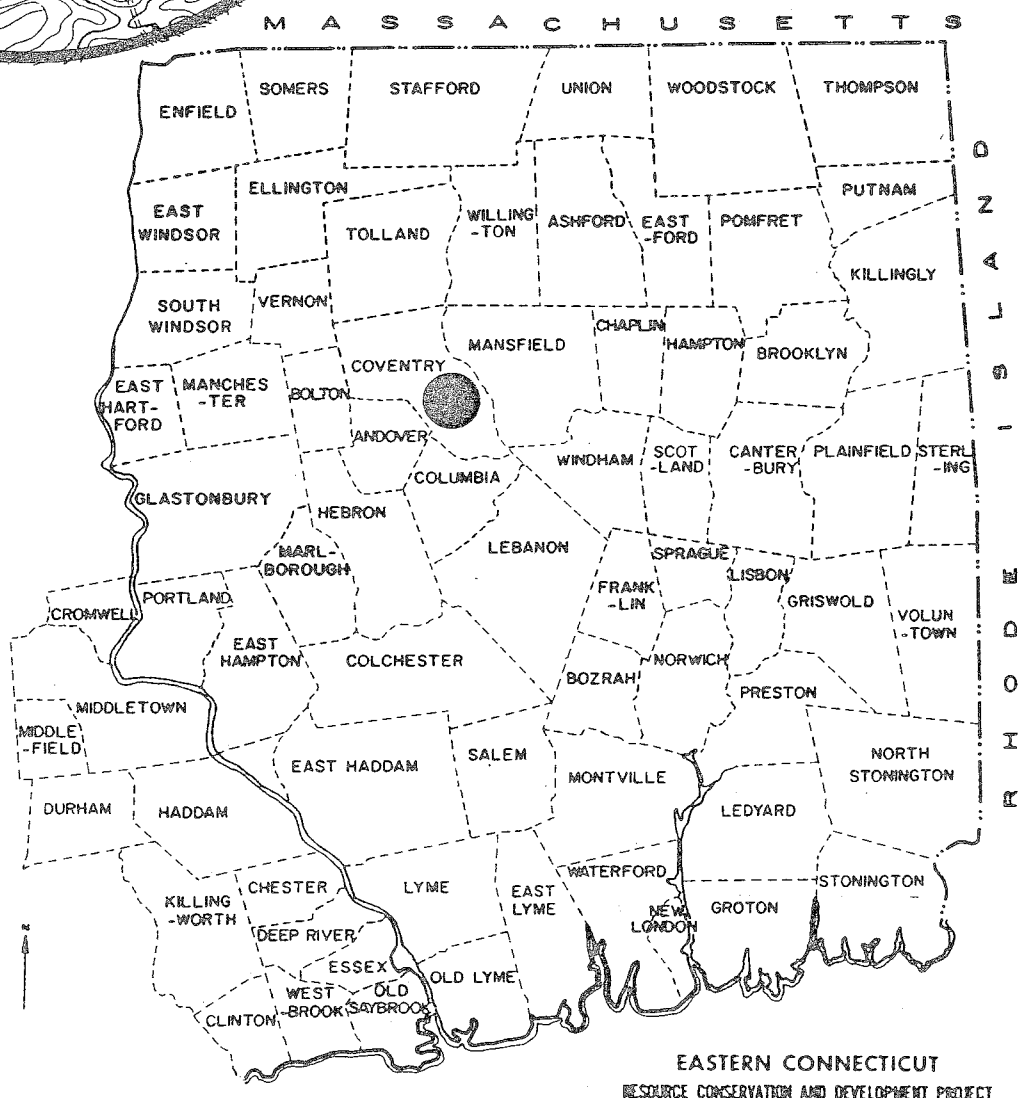 M A S S A C H U S E T T S
ENFIELD
SOMERS
STAFFORD
UNION
WOODSTOCK
THOMPSON
EAST
WINDSOR
ELLINGTON
TOLLAND
WILLING
-TON
ASHFORD
EAST
-FORD
POMFRET
PUTNAM
KILLINGLY
SOUTH
WINDSOR
VERNON
COVENTRY
MANSFIELD
CHAPLIN
HAMPTON
BROOKLYN
EAST
HART-
FORD
MANCHES
-TER
BOLTON
ANDOVER
COLUMBIA
WINDHAM
SCOT
-LAND
CANTER
-BURY
PLAINFIELD
STERL
-ING
GLASTONBURY
HEBRON
MARL-
BOROUGH
LEBANON
FRANK
-LIN
SPRAGUE
LISBON
GRISWOLD
VOLUN
-TOWN
CROMWELL
PORTLAND
EAST
HAMPTON
COLCHESTER
BOZRAH
NORWICH
PRESTON
MIDDLETOWN
MIDDLE
-FIELD
EAST HADDAM
SALEM
MONTVILLE
NORTH
STONINGTON
DURHAM
HADDAM
LEDYARD
KILLING
-WORTH
CHESTER
LYME
EAST
LYME
WATERFORD
NEW
LONDON
GROTON
STONINGTON
DEEP RIVER
ESSEX
WEST
-BROOK
OLD
SAYBROOK
OLD LYME
CLINTON
R H O D E I S L A N D
N
EASTERN CONNECTICUT
RESOURCE CONSERVATION AND DEVELOPMENT PROJECT